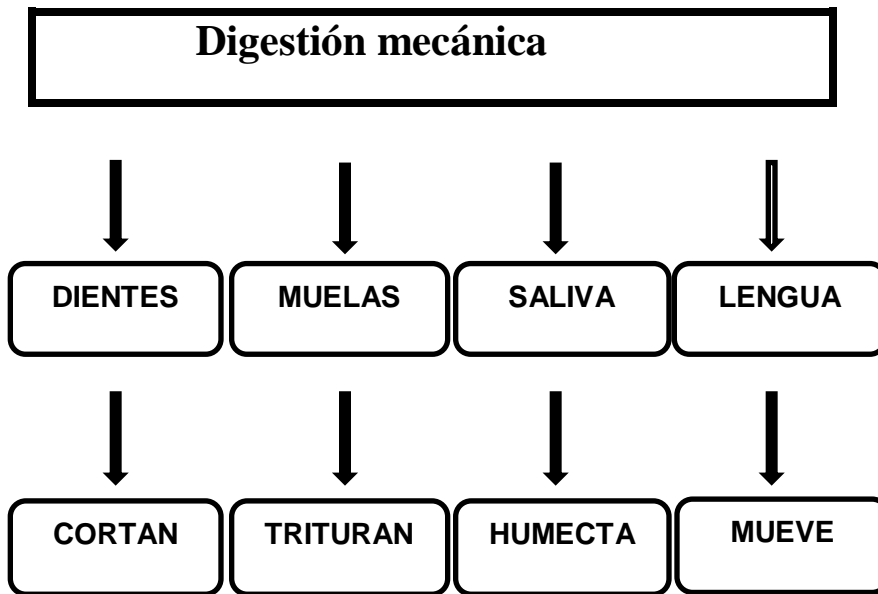 Digestión mecánica
DIENTES
MUELAS
SALIVA
LENGUA
CORTAN
TRITURAN
HUMECTA
MUEVE